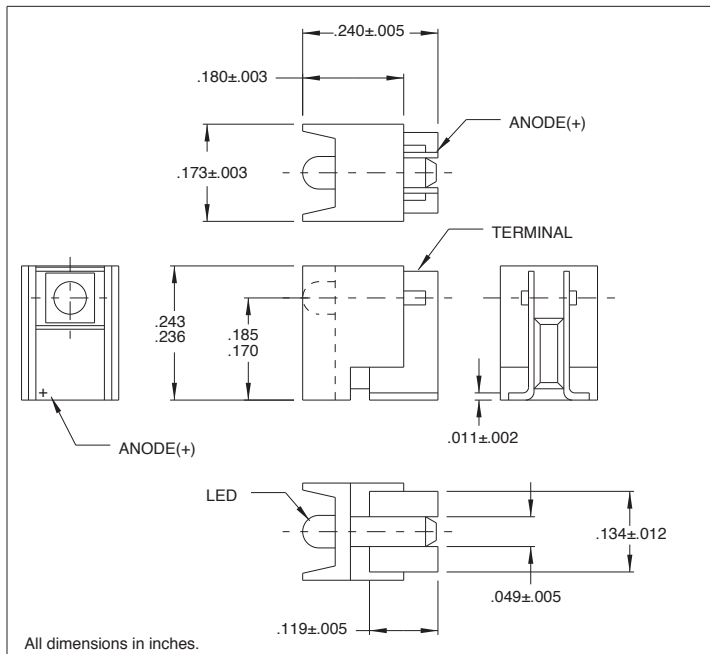 .240±.005
.180±.003
ANODE(+)
.173±.003
TERMINAL
.243
.236
.185
.170
+
.011±.002
ANODE(+)
LED
.134±.012
.049±.005
.119±.005
All dimensions in inches.